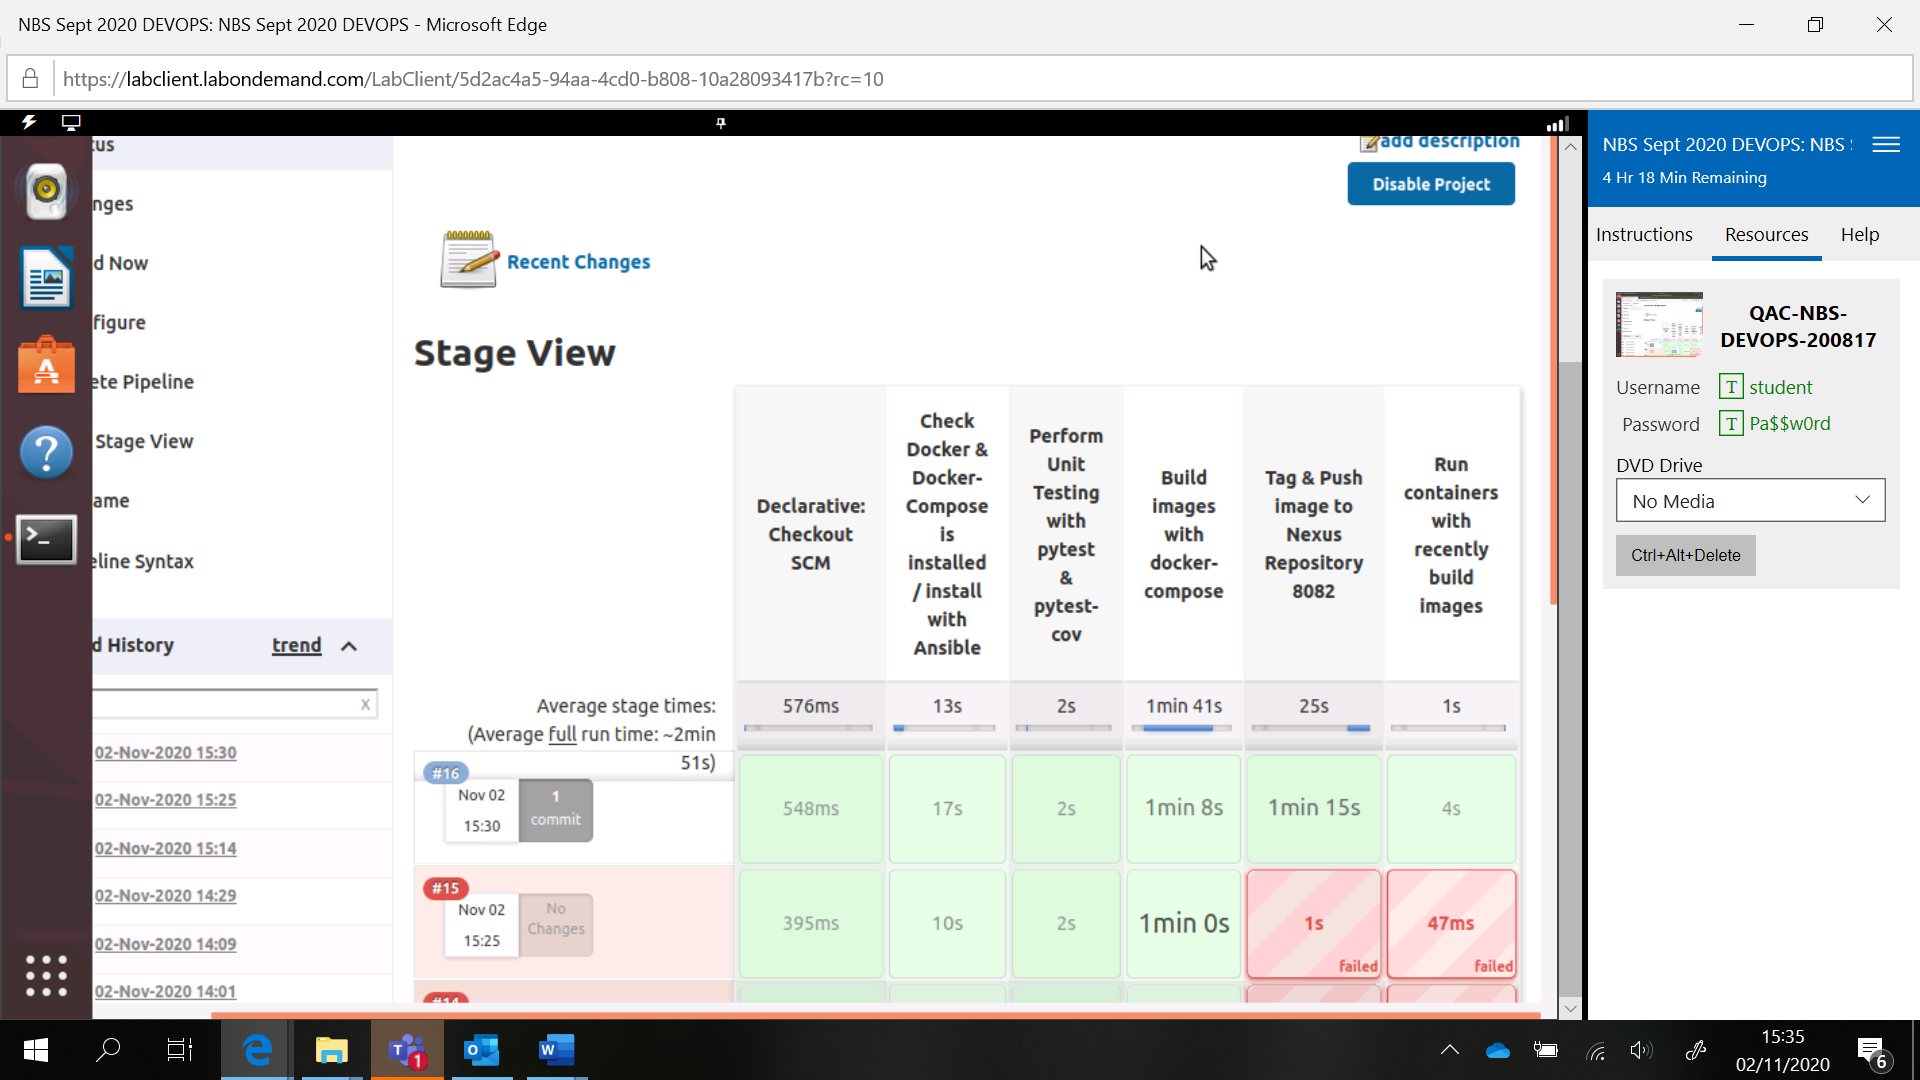 NBS Sept 2020 DEVOPS: NBS Sept 2020 DEVOPS - Microsoft Edge
https://labclient.labondemand.com/LabClient/5d2ac4a5-94aa-4cd0-b808-10a28093417b?rc=10
tus
nges
d Now
figure
ete Pipeline
Stage View
ame
eline Syntax
d History
trend
x
02-Nov-2020 15:30
02-Nov-2020 15:25
02-Nov-2020 15:14
02-Nov-2020 14:29
02-Nov-2020 14:09
02-Nov-2020 14:01
add description
Disable Project
Recent Changes
Stage View
Declarative:
Checkout
SCM
Check
Docker &
Docker-
Compose
is
installed
/ install
with
Ansible
Perform
Unit
Testing
with
pytest
&
pytest-
cov
Build
images
with
docker-
compose
Tag & Push
image to
Nexus
Repository
8082
Run
containers
with
recently
build
images
Average stage times:
(Average full run time: ~2min
51s)
576ms
13s
2s
1min 41s
25s
1s
#16
Nov 02
15:30
1
commit
548ms
17s
2s
1min 8s
1min 15s
4s
#15
Nov 02
15:25
No
Changes
395ms
10s
2s
1min 0s
1s
failed
47ms
failed
#14
NBS Sept 2020 DEVOPS: NBS
4 Hr 18 Min Remaining
Instructions
Resources
Help
QAC-NBS-
DEVOPS-200817
Username
T
student
Password
T
Pa$$w0rd
DVD Drive
No Media
Ctrl+Alt+Delete
1
15:35
02/11/2020
6